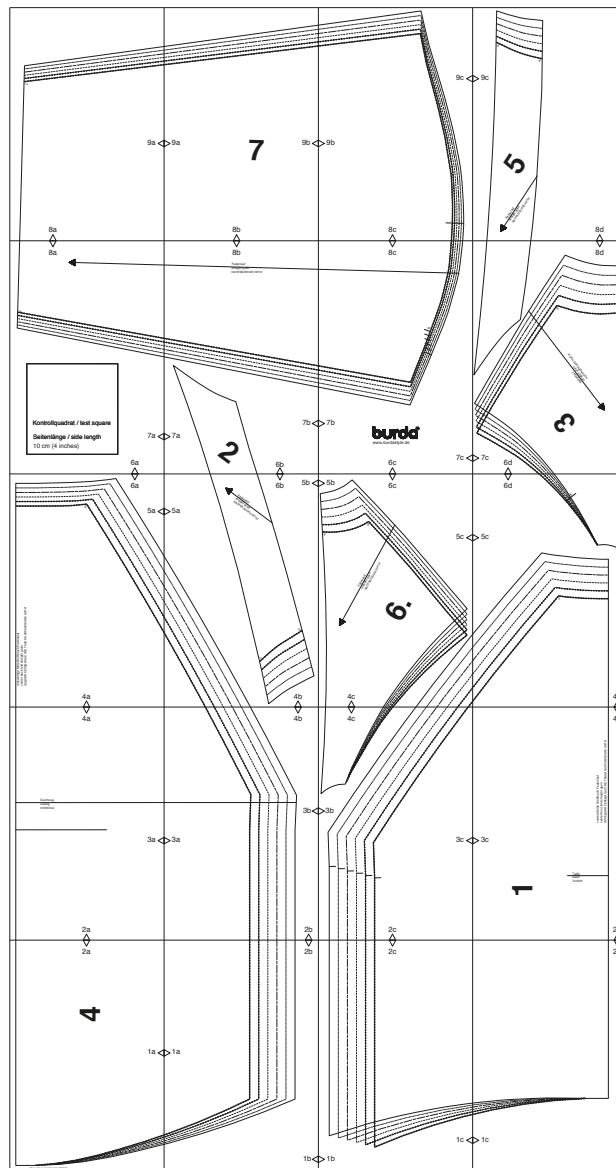 5
9c 9c
9a 9a
7
9b 9b
8a
8b
8c
8d
8a
8b
8c
8d
3
Kontrollquadrat / test square
Seitenlänge / side length
10 cm (4 inches)
7b 7b
burda
www.burdastyle.de
7a 7a
2
7c 7c
6a
6b
6c
6d
6a
6b
6c
6d
5b 5b
5a 5a
5c 5c
6.
4a
4b
4c
4a
4b
4c
3b 3b
3a 3a
3c 3c
1
2a
2b
2c
2a
2b
2c
4
1a 1a
1c 1c
1b 1b